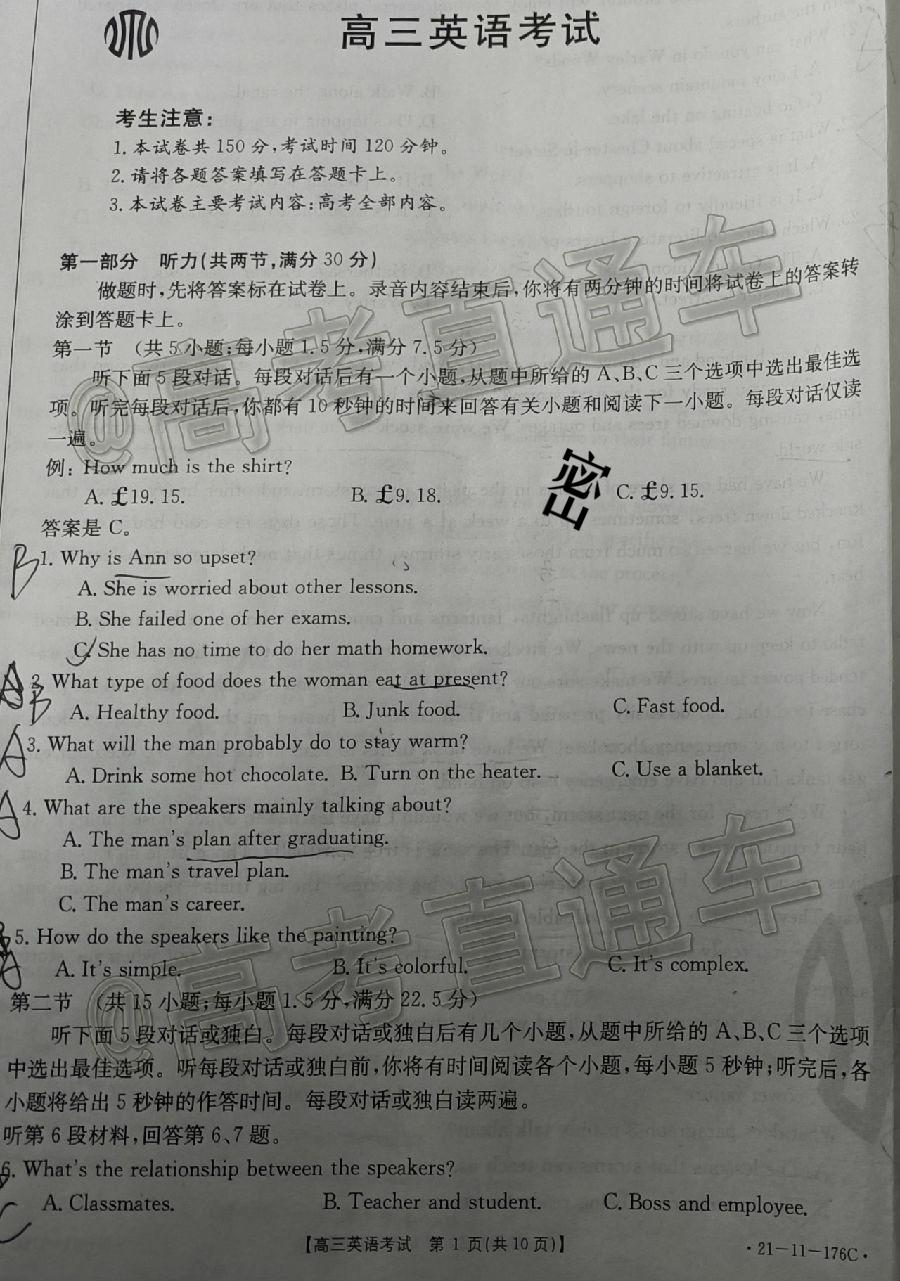 高三英语考试
考生注意:
1. 本试卷共 150 分,考试时间 120 分钟。
2. 请将各题答案填写在答题卡上。
3. 本试卷主要考试内容:高考全部内容。
第一部分 听力(共两节,满分 30 分)
做题时,先将答案标在试卷上。录音内容结束后,你将有两分钟的时间将试卷上的答案转
涂到答题卡上。
第一节 (共 5 小题;每小题 1. 5 分,满分 7. 5 分)
听下面 5 段对话。每段对话后有一个小题,从题中所给的 A、B、C 三个选项中选出最佳选
项。听完每段对话后,你都有 10 秒钟的时间来回答有关小题和阅读下一小题。每段对话仅读
一遍。
例: How much is the shirt?
A. £19. 15. B. £9. 18. C. £9. 15.
密
答案是 C。
B 1. Why is Ann so upset?
A. She is worried about other lessons.
B. She failed one of her exams.
C. She has no time to do her math homework.
2. What type of food does the woman eat at present?
B
A. Healthy food. B. Junk food. C. Fast food.
A 3. What will the man probably do to stay warm?
A. Drink some hot chocolate. B. Turn on the heater. C. Use a blanket.
A 4. What are the speakers mainly talking about?
A. The man's plan after graduating.
B. The man's travel plan.
C. The man's career.
5. How do the speakers like the painting?
A
A. It's simple. B. It's colorful. C. It's complex.
第二节 (共 15 小题;每小题 1. 5 分,满分 22. 5 分)
听下面 5 段对话或独白。每段对话或独白后有几个小题,从题中所给的 A、B、C 三个选项
中选出最佳选项。听每段对话或独白前,你将有时间阅读各个小题,每小题 5 秒钟;听完后,各
小题将给出 5 秒钟的作答时间。每段对话或独白读两遍。
听第 6 段材料,回答第 6、7 题。
6. What's the relationship between the speakers?
C
A. Classmates. B. Teacher and student. C. Boss and employee.
【高三英语考试 第 1 页(共 10 页)】
·21-11-176C·
@高考直通车
@高考直通车